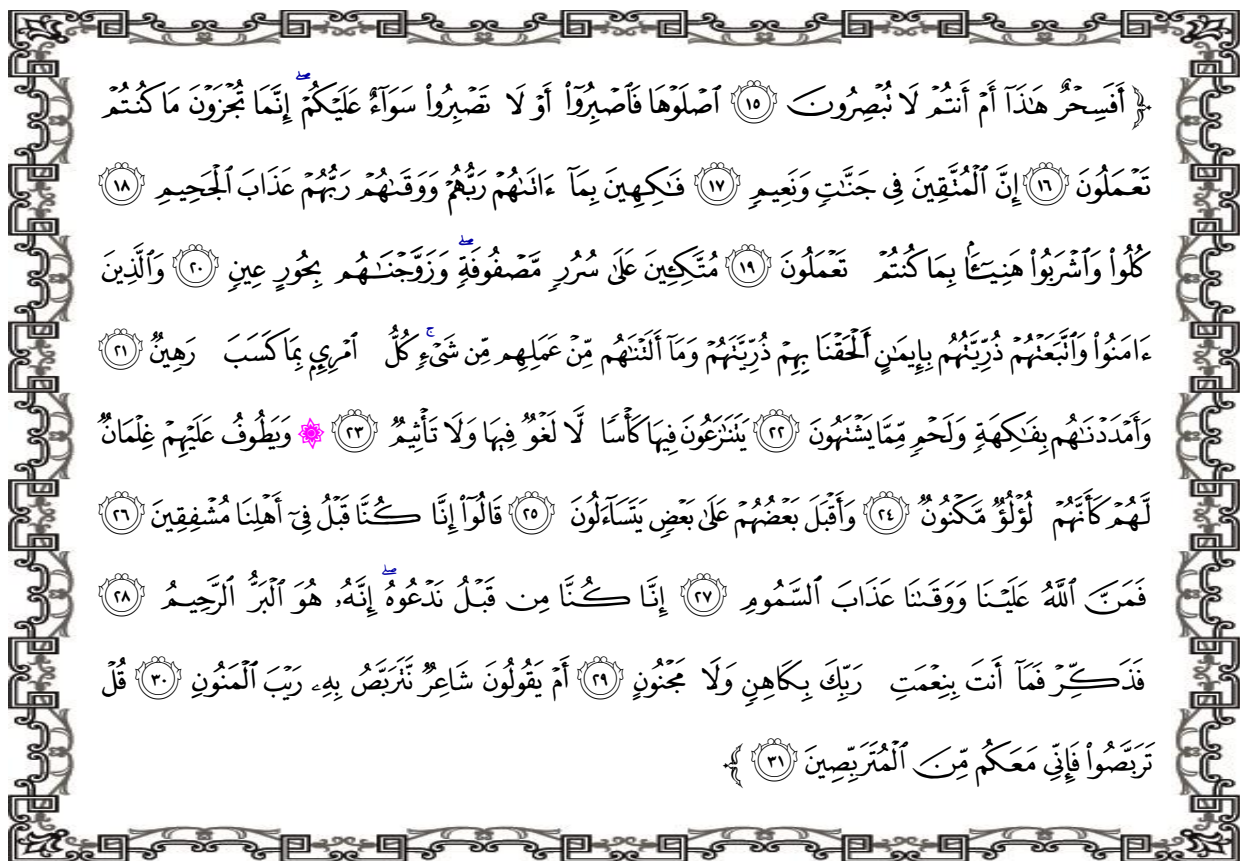 ﴿ أَفَسِحْرٌ هَٰذَآ أَمْ أَنتُمْ لَا تُبْصِرُونَ ﴿١٥﴾ ٱصْلَوْهَا فَٱصْبِرُوٓا۟ أَوْ لَا تَصْبِرُوا۟ سَوَآءٌ عَلَيْكُمْ ۖ إِنَّمَا تُجْزَوْنَ مَا كُنتُمْ
تَعْمَلُونَ ﴿١٦﴾ إِنَّ ٱلْمُتَّقِينَ فِى جَنَّٰتٍ وَنَعِيمٍ ﴿١٧﴾ فَٰكِهِينَ بِمَآ ءَاتَىٰهُمْ رَبُّهُمْ وَوَقَىٰهُمْ رَبُّهُمْ عَذَابَ ٱلْجَحِيمِ ﴿١٨﴾
كُلُوا۟ وَٱشْرَبُوا۟ هَنِيٓـًٔۢا بِمَا كُنتُمْ تَعْمَلُونَ ﴿١٩﴾ مُتَّكِـِٔينَ عَلَىٰ سُرُرٍ مَّصْفُوفَةٍ ۖ وَزَوَّجْنَٰهُم بِحُورٍ عِينٍ ﴿٢٠﴾ وَٱلَّذِينَ
ءَامَنُوا۟ وَٱتَّبَعَتْهُمْ ذُرِّيَّتُهُم بِإِيمَٰنٍ أَلْحَقْنَا بِهِمْ ذُرِّيَّتَهُمْ وَمَآ أَلَتْنَٰهُم مِّنْ عَمَلِهِم مِّن شَىْءٍ ۚ كُلُّ ٱمْرِئٍۭ بِمَا كَسَبَ رَهِينٌ ﴿٢١﴾
وَأَمْدَدْنَٰهُم بِفَٰكِهَةٍ وَلَحْمٍ مِّمَّا يَشْتَهُونَ ﴿٢٢﴾ يَتَنَٰزَعُونَ فِيهَا كَأْسًا لَّا لَغْوٌ فِيهَا وَلَا تَأْثِيمٌ ﴿٢٣﴾ ۞ وَيَطُوفُ عَلَيْهِمْ غِلْمَانٌ
لَّهُمْ كَأَنَّهُمْ لُؤْلُؤٌ مَّكْنُونٌ ﴿٢٤﴾ وَأَقْبَلَ بَعْضُهُمْ عَلَىٰ بَعْضٍ يَتَسَآءَلُونَ ﴿٢٥﴾ قَالُوٓا۟ إِنَّا كُنَّا قَبْلُ فِىٓ أَهْلِنَا مُشْفِقِينَ ﴿٢٦﴾
فَمَنَّ ٱللَّهُ عَلَيْنَا وَوَقَىٰنَا عَذَابَ ٱلسَّمُومِ ﴿٢٧﴾ إِنَّا كُنَّا مِن قَبْلُ نَدْعُوهُ ۖ إِنَّهُۥ هُوَ ٱلْبَرُّ ٱلرَّحِيمُ ﴿٢٨﴾
فَذَكِّرْ فَمَآ أَنتَ بِنِعْمَتِ رَبِّكَ بِكَاهِنٍ وَلَا مَجْنُونٍ ﴿٢٩﴾ أَمْ يَقُولُونَ شَاعِرٌ نَّتَرَبَّصُ بِهِۦ رَيْبَ ٱلْمَنُونِ ﴿٣٠﴾ قُلْ
تَرَبَّصُوا۟ فَإِنِّى مَعَكُم مِّنَ ٱلْمُتَرَبِّصِينَ ﴿٣١﴾ ﴾